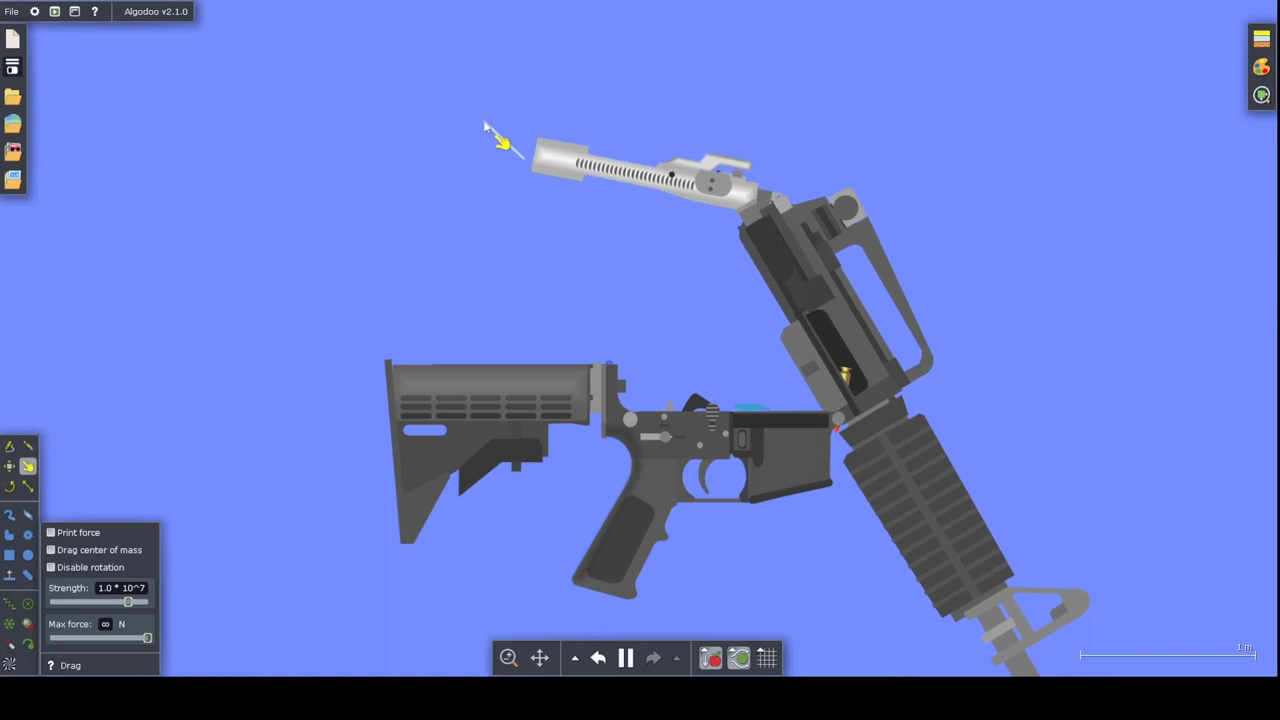 File
?
Algodoo v2.1.0
Print force
Drag center of mass
Disable rotation
Strength: 1.0 * 10^7
Max force: ∞ N
? Drag
1 m